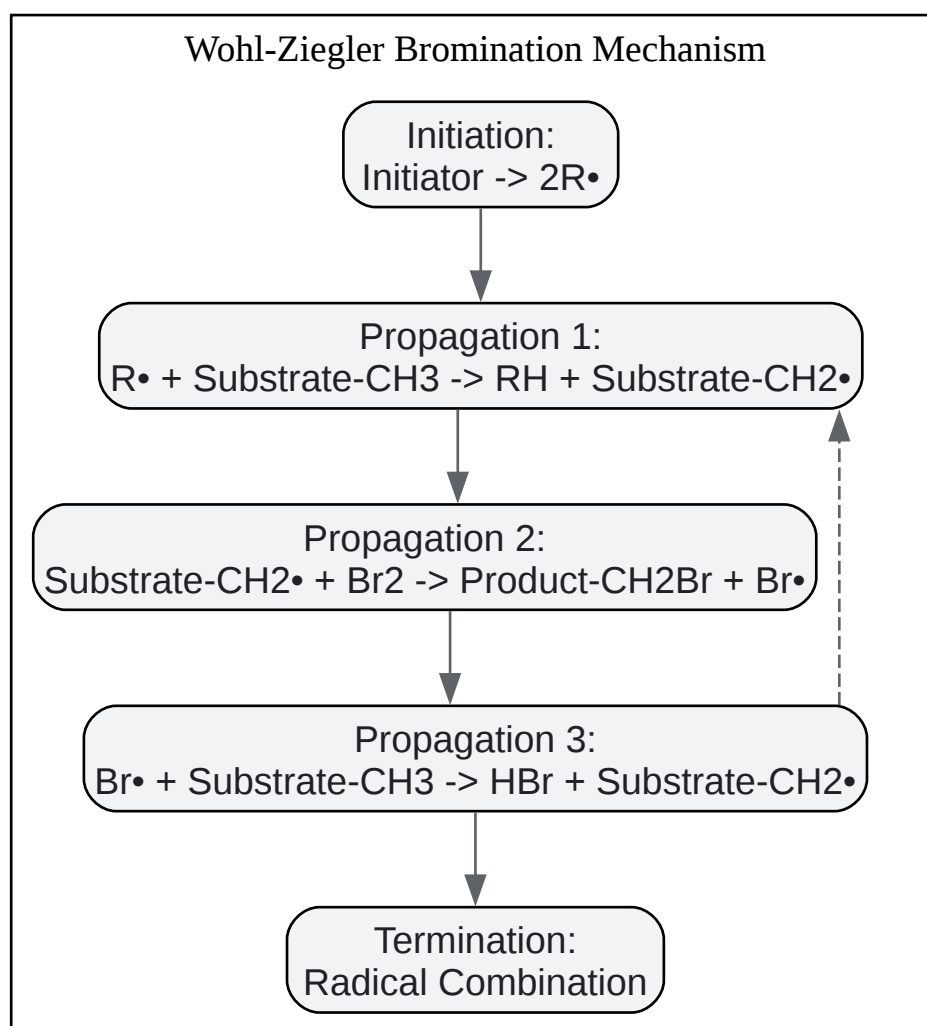 Wohl-Ziegler Bromination Mechanism
Initiation:
Initiator -> 2R•
Propagation 1:
R• + Substrate-CH3 -> RH + Substrate-CH2•
Propagation 2:
Substrate-CH2• + Br2 -> Product-CH2Br + Br•
Propagation 3:
Br• + Substrate-CH3 -> HBr + Substrate-CH2•
Termination:
Radical Combination